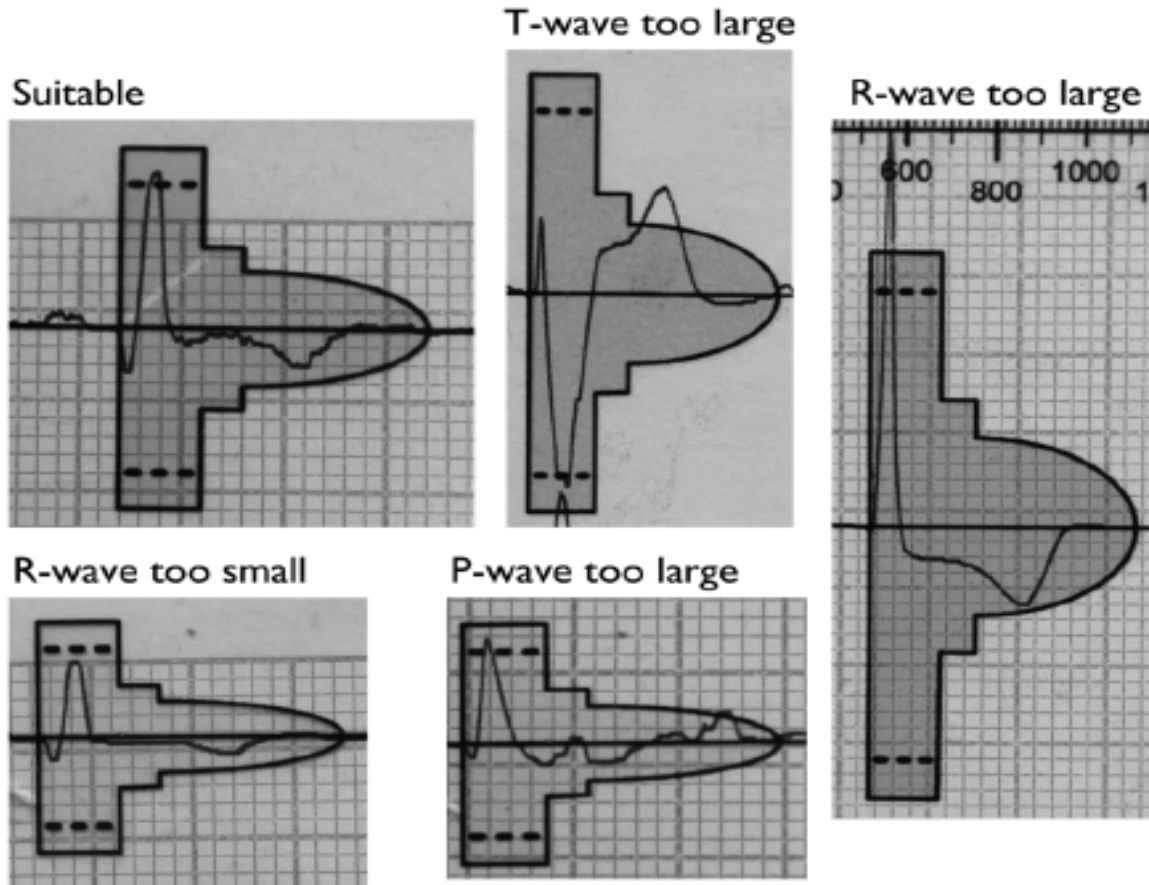 T-wave too large
Suitable
R-wave too large
600
1000
800
R-wave too small
P-wave too large